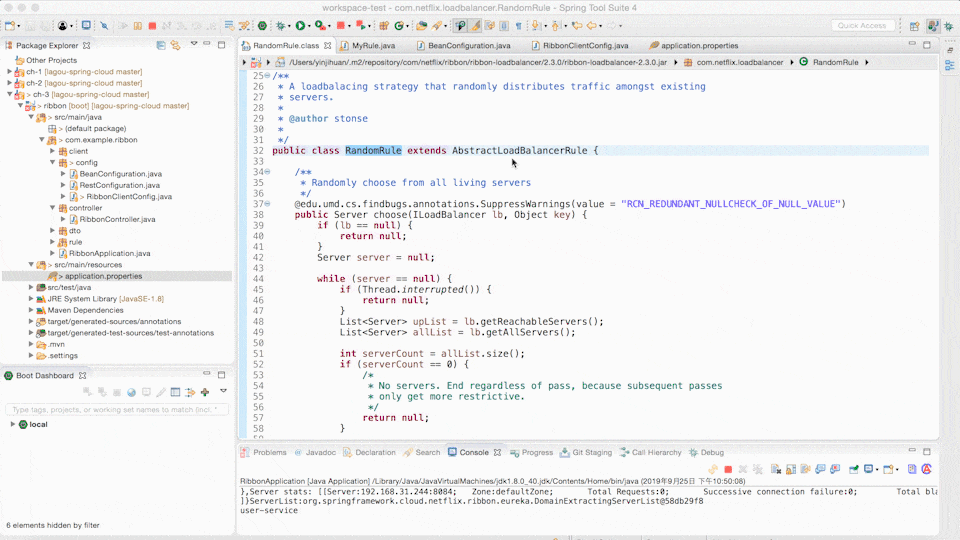 workspace-test - com.netflix.loadbalancer.RandomRule - Spring Tool Suite 4
Quick Access
Package Explorer
Other Projects
ch-1 [lagou-spring-cloud master]
ch-2 [lagou-spring-cloud master]
> ch-3 [lagou-spring-cloud master]
> ribbon [boot] [lagou-spring-cloud master]
> src/main/java
> (default package)
> com.example.ribbon
client
> config
BeanConfiguration.java
RestConfiguration.java
> RibbonClientConfig.java
controller
RibbonController.java
dto
rule
RibbonApplication.java
> src/main/resources
> application.properties
src/test/java
JRE System Library [JavaSE-1.8]
Maven Dependencies
target/generated-sources/annotations
target/generated-test-sources/test-annotations
.mvn
.settings
Boot Dashboard
Type tags, projects, or working set names to match (incl. *
local
6 elements hidden by filter
RandomRule.class
MyRule.java
BeanConfiguration.java
RibbonClientConfig.java
application.properties
/Users/yinjihuan/.m2/repository/com/netflix/ribbon/ribbon-loadbalancer/2.3.0/ribbon-loadbalancer-2.3.0.jar
com.netflix.loadbalancer
RandomRule
25 /**
26 * A loadbalacing strategy that randomly distributes traffic amongst existing
27 * servers.
28 *
29 * @author stonse
30 *
31 */
32 public class RandomRule extends AbstractLoadBalancerRule {
33
34 /**
35 * Randomly choose from all living servers
36 */
37 @edu.umd.cs.findbugs.annotations.SuppressWarnings(value = "RCN_REDUNDANT_NULLCHECK_OF_NULL_VALUE")
38 public Server choose(ILoadBalancer lb, Object key) {
39 if (lb == null) {
40 return null;
41 }
42 Server server = null;
43
44 while (server == null) {
45 if (Thread.interrupted()) {
46 return null;
47 }
48 List<Server> upList = lb.getReachableServers();
49 List<Server> allList = lb.getAllServers();
50
51 int serverCount = allList.size();
52 if (serverCount == 0) {
53 /*
54 * No servers. End regardless of pass, because subsequent passes
55 * only get more restrictive.
56 */
57 return null;
58 }
Problems
Javadoc
Declaration
Search
Console
Progress
Git Staging
Call Hierarchy
Debug
RibbonApplication [Java Application] /Library/Java/JavaVirtualMachines/jdk1.8.0_40.jdk/Contents/Home/bin/java (2019年9月25日 下午10:50:08)
},Server stats: [[Server:192.168.31.244:8084; Zone:defaultZone; Total Requests:0; Successive connection failure:0; Total bla
]}ServerList:org.springframework.cloud.netflix.ribbon.eureka.DomainExtractingServerList@58db29f8
user-service